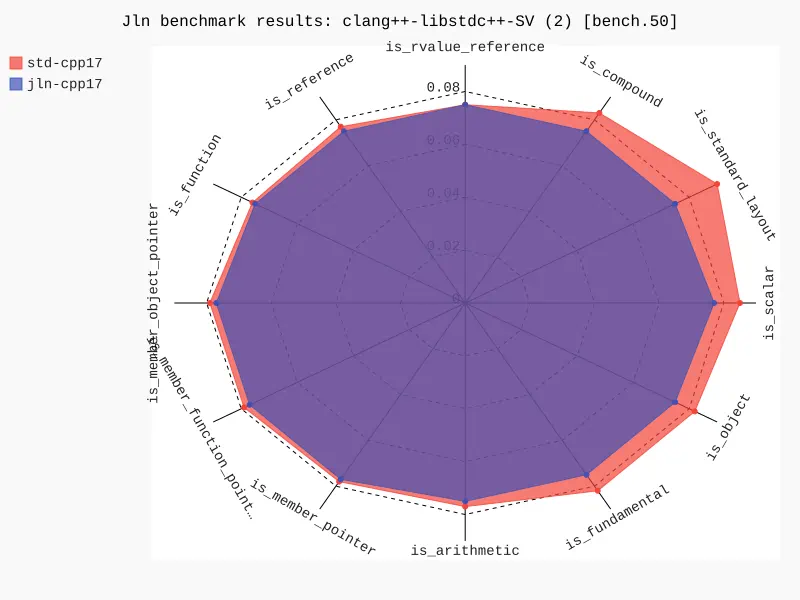 Jln benchmark results: clang++-libstdc++-SV (2) [bench.50]
std-cpp17
jln-cpp17
is_rvalue_reference
is_compound
is_standard_layout
is_scalar
is_object
is_fundamental
is_arithmetic
is_member_pointer
is_member_function_point…
is_member_object_pointer
is_function
is_reference
0.08
0.06
0.04
0.02
0